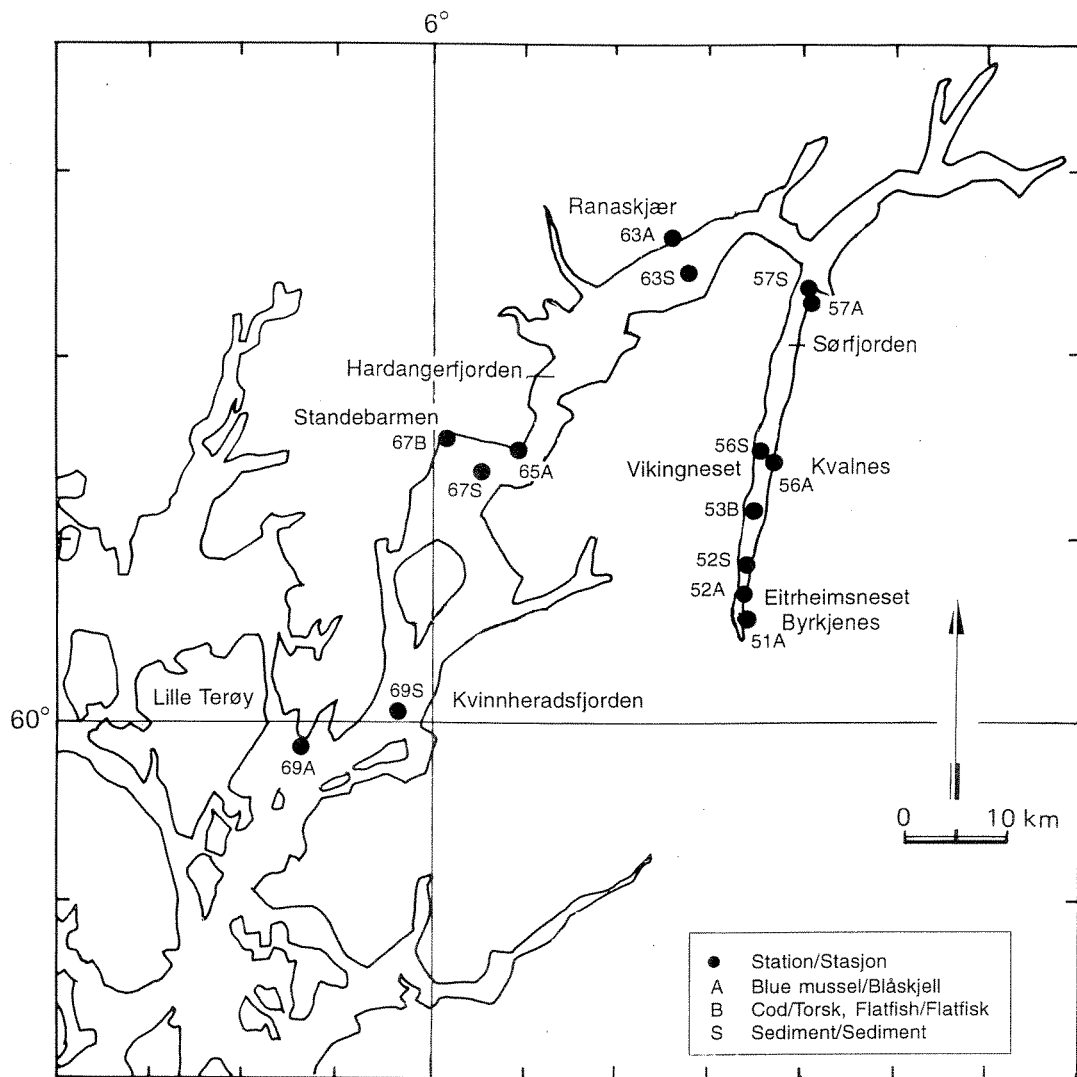 6°
Ranaskjær
63A
63S
57S
57A
Sørfjorden
Hardangerfjorden
Standebarmen
67B
65A
67S
56S
Vikingneset
Kvalnes
56A
53B
52S
52A
Eitrheimsneset
Byrkjenes
51A
69S
Lille Terøy
Kvinnheradsfjorden
60°
69A
0 10 km
Station/Stasjon
A Blue mussel/Blåskjell
B Cod/Torsk, Flatfish/Flatfisk
S Sediment/Sediment